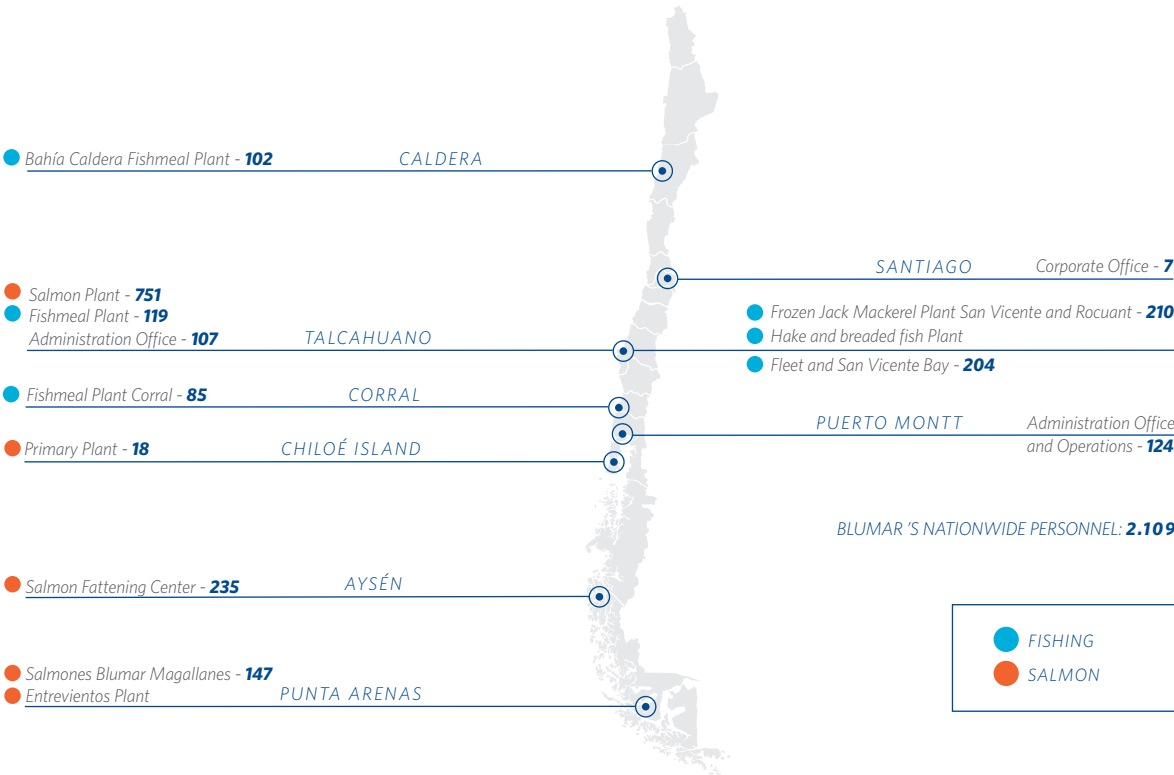 Bahía Caldera Fishmeal Plant - 102
CALDERA
SANTIAGO
Corporate Office - 7
Salmon Plant - 751
Fishmeal Plant - 119
Administration Office - 107
TALCAHUANO
Frozen Jack Mackerel Plant San Vicente and Rocuant - 210
Hake and breaded fish Plant
Fleet and San Vicente Bay - 204
Fishmeal Plant Corral - 85
CORRAL
PUERTO MONTT
Administration Office
and Operations - 124
Primary Plant - 18
CHILOÉ ISLAND
BLUMAR 'S NATIONWIDE PERSONNEL: 2.109
Salmon Fattening Center - 235
AYSÉN
Salmones Blumar Magallanes - 147
Entrevientos Plant
PUNTA ARENAS
FISHING
SALMON